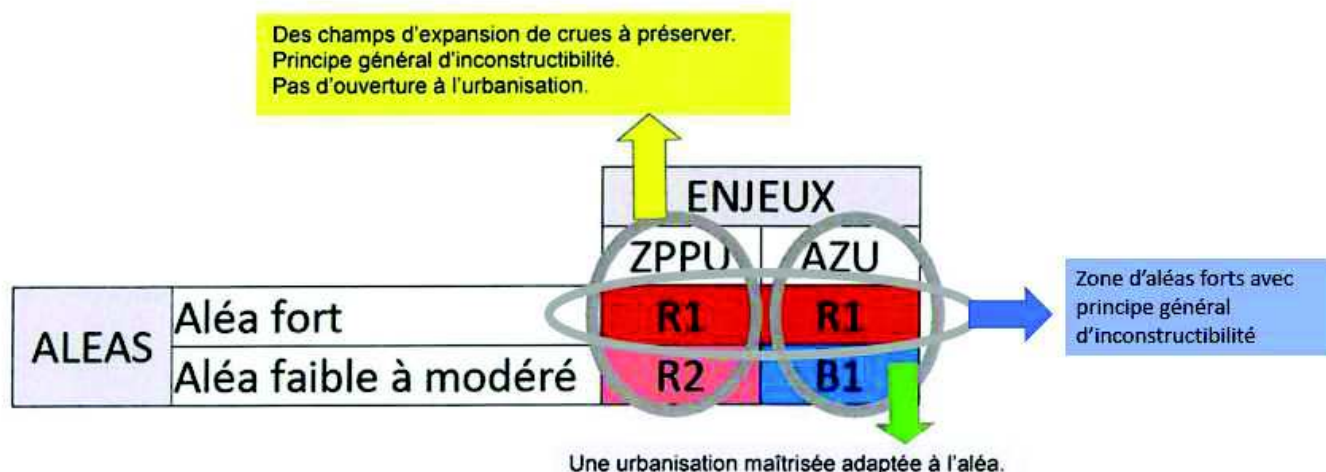 Des champs d'expansion de crues à préserver.
Principe général d'inconstructibilité.
Pas d'ouverture à l'urbanisation.
ENJEUX
ZPPU AZU
ALEAS
Aléa fort R1 R1
Aléa faible à modéré R2 B1
Zone d'aléas forts avec
principe général
d'inconstructibilité
Une urbanisation maîtrisée adaptée à l'aléa.